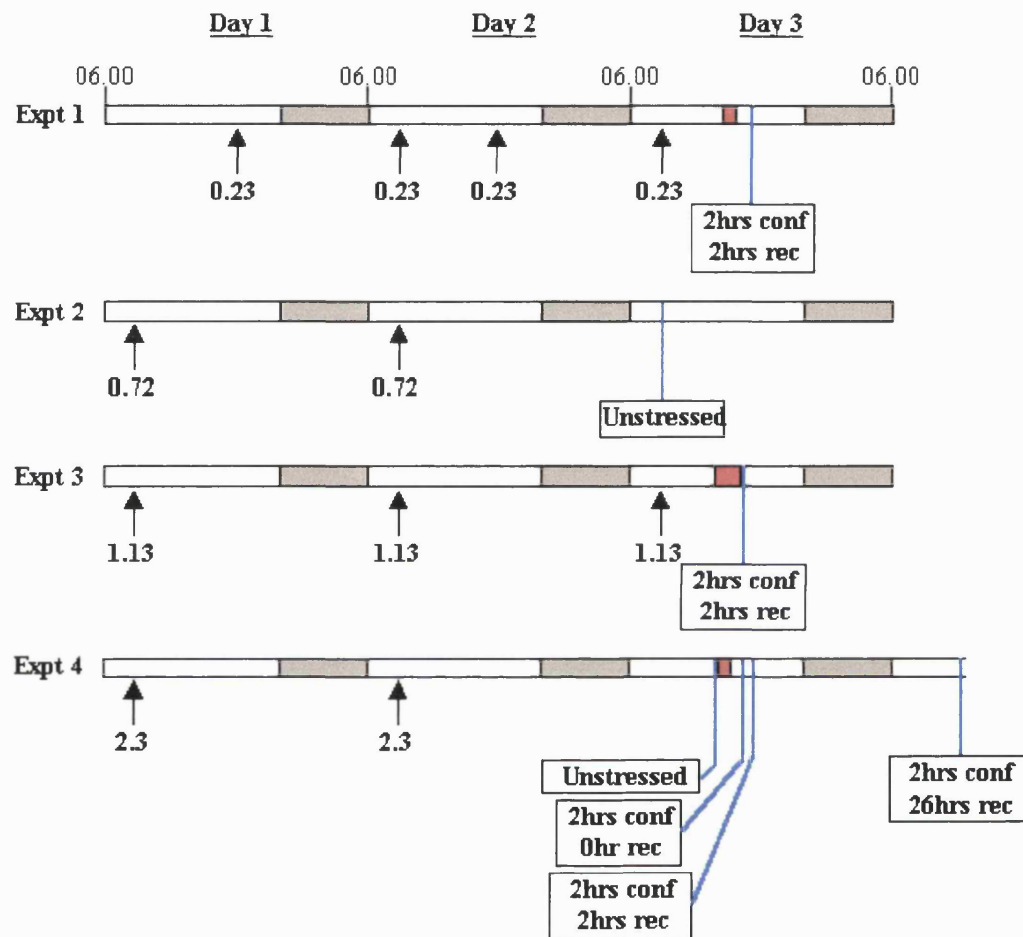 Day 1 Day 2 Day 3
06.00 06.00 06.00 06.00
Expt 1
0.23 0.23 0.23 0.23
2hrs conf
2hrs rec
Expt 2
0.72 0.72
Unstressed
Expt 3
1.13 1.13 1.13
2hrs conf
2hrs rec
Expt 4
2.3 2.3
Unstressed
2hrs conf
26hrs rec
2hrs conf
0hr rec
2hrs conf
2hrs rec